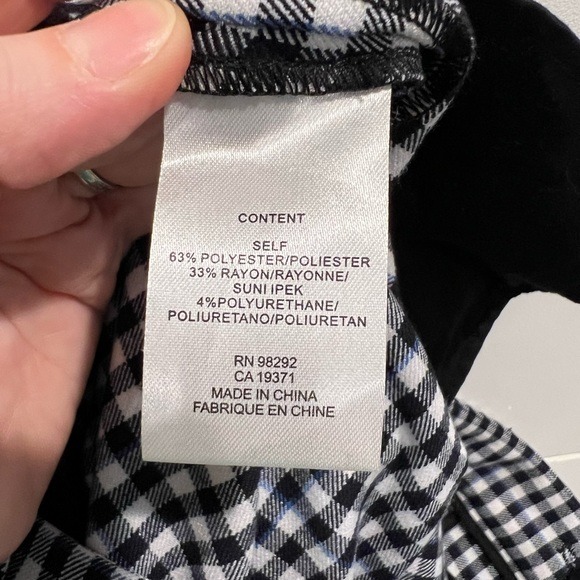 CONTENT
SELF
63% POLYESTER/POLIESTER
33% RAYON/RAYONNE/
SUNI IPEK
4%POLYURETHANE/
POLIURETANO/POLIURETAN
RN 98292
CA 19371
MADE IN CHINA
FABRIQUE EN CHINE